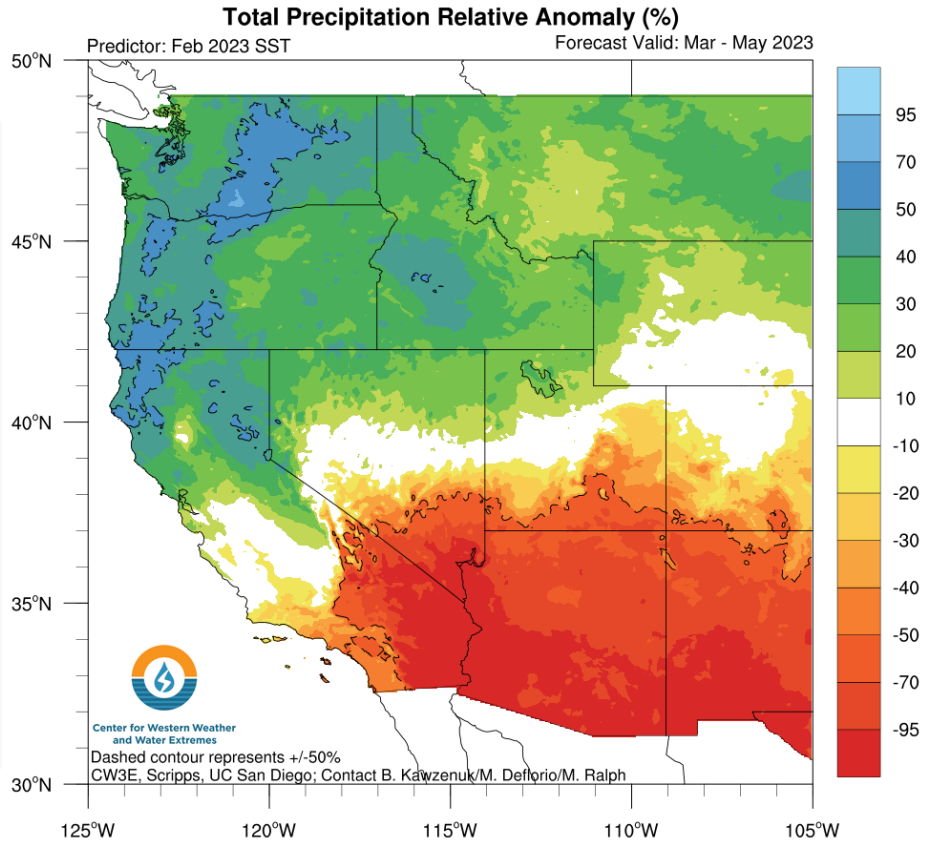 Total Precipitation Relative Anomaly (%)
Predictor: Feb 2023 SST
Forecast Valid: Mar - May 2023
50°N
45°N
40°N
35°N
30°N
125°W
120°W
115°W
110°W
105°W
95
70
50
40
30
20
10
-10
-20
-30
-40
-50
-70
-95
Center for Western Weather
and Water Extremes
Dashed contour represents +/-50%
CW3E, Scripps, UC San Diego; Contact B. Kawzenuk/M. Deflorio/M. Ralph